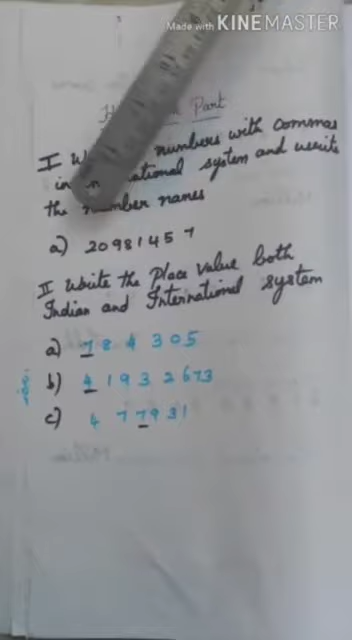 Made with KINEMASTER
Part
I numbers with commas
in national system and write
the number names
a) 20981457
II Write the Place value both
Indian and International system
a) 784305
b) 41932673
c) 477931